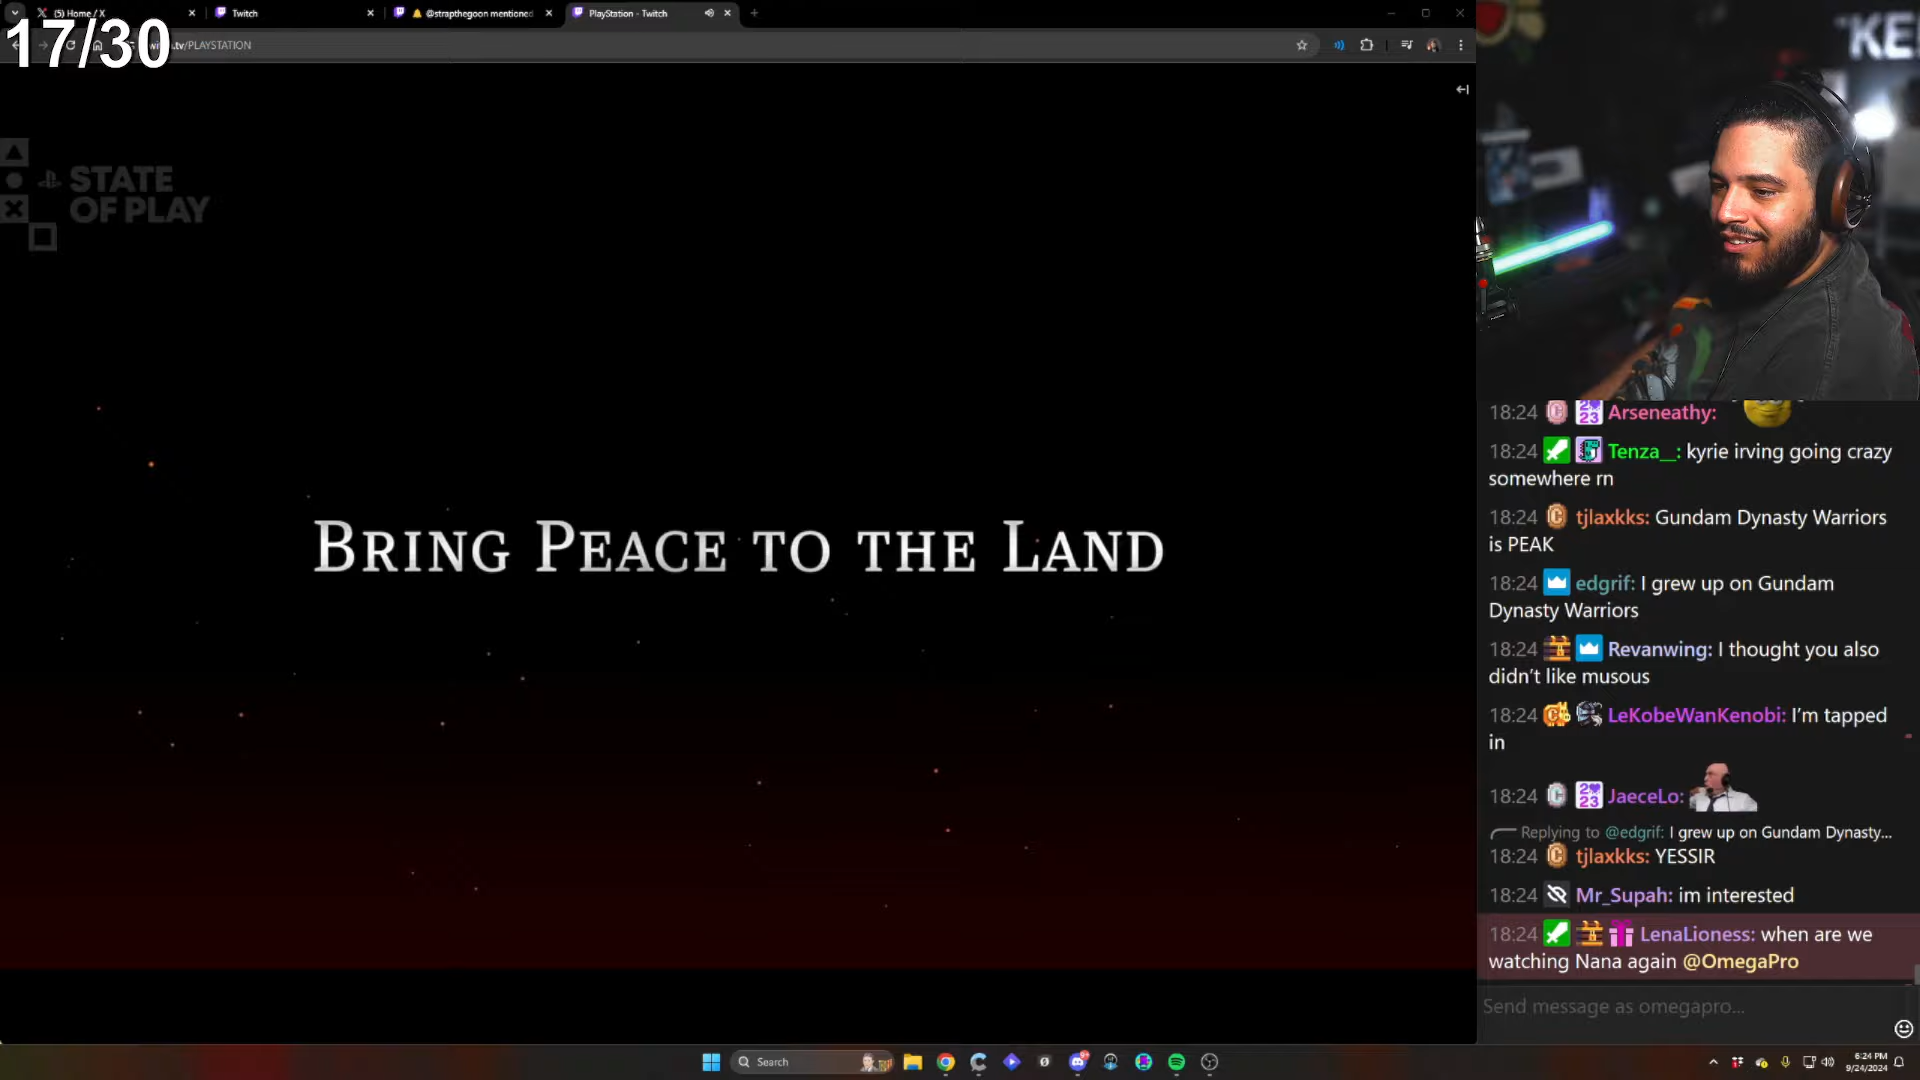 (5) Home / X
Twitch
@strapthegoon mentioned
PlayStation - Twitch
17/30
.tv/PLAYSTATION
STATE
OF PLAY
BRING PEACE TO THE LAND
"KE
18:24 Arseneathy:
18:24 Tenza__: kyrie irving going crazy
somewhere rn
18:24 tjlaxkks: Gundam Dynasty Warriors
is PEAK
18:24 edgrif: I grew up on Gundam
Dynasty Warriors
18:24 Revanwing: I thought you also
didn't like musous
18:24 LeKobeWanKenobi: I'm tapped
in
18:24 JaeceLo:
Replying to @edgrif: I grew up on Gundam Dynasty...
18:24 tjlaxkks: YESSIR
18:24 Mr_Supah: im interested
18:24 LenaLioness: when are we
watching Nana again @OmegaPro
Send message as omegapro...
Search
6:24 PM
9/24/2024